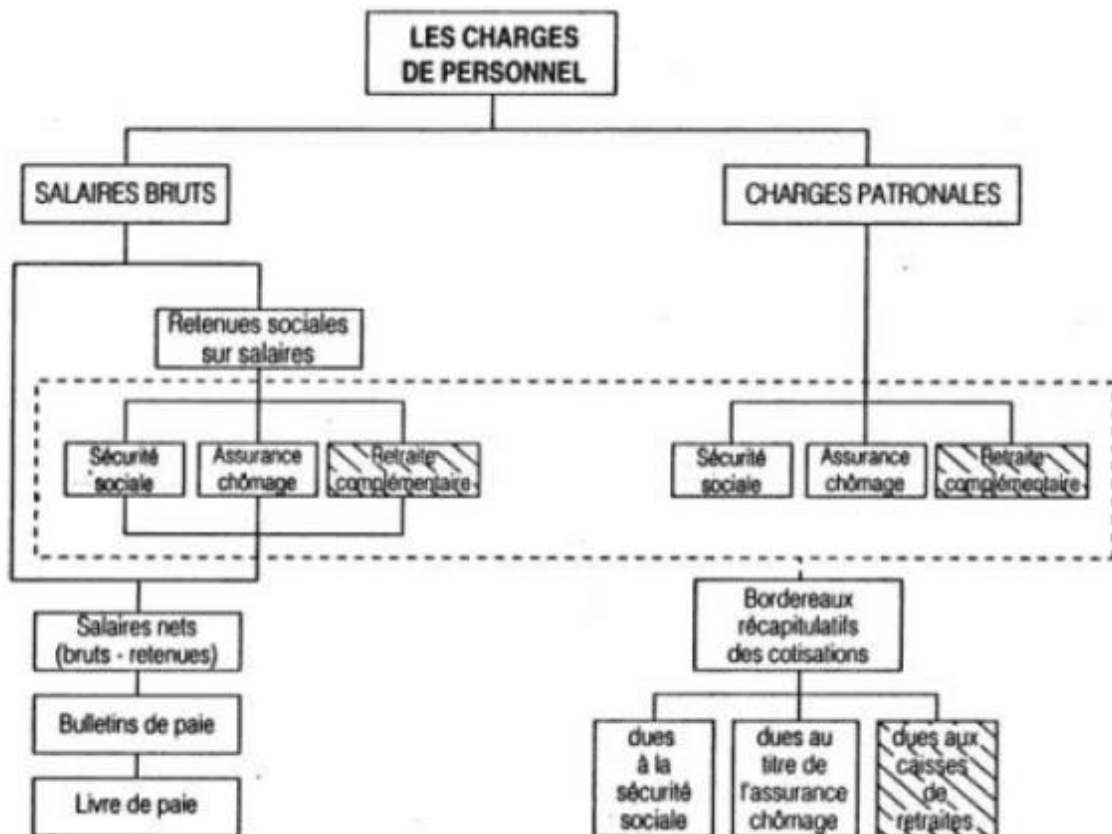 LES CHARGES
DE PERSONNEL
SALAIRES BRUTS
CHARGES PATRONALES
Retenues sociales
sur salaires
Sécurité
sociale
Assurance
chômage
Retraite
complémentaire
Sécurité
sociale
Assurance
chômage
Retraite
complémentaire
Salaires nets
(bruts - retenues)
Bulletins de paie
Livre de paie
Bordereaux
récapitulatifs
des cotisations
dues
à la
sécurité
sociale
dues au
titre de
l'assurance
chômage
dues aux
caisses
de
retraites